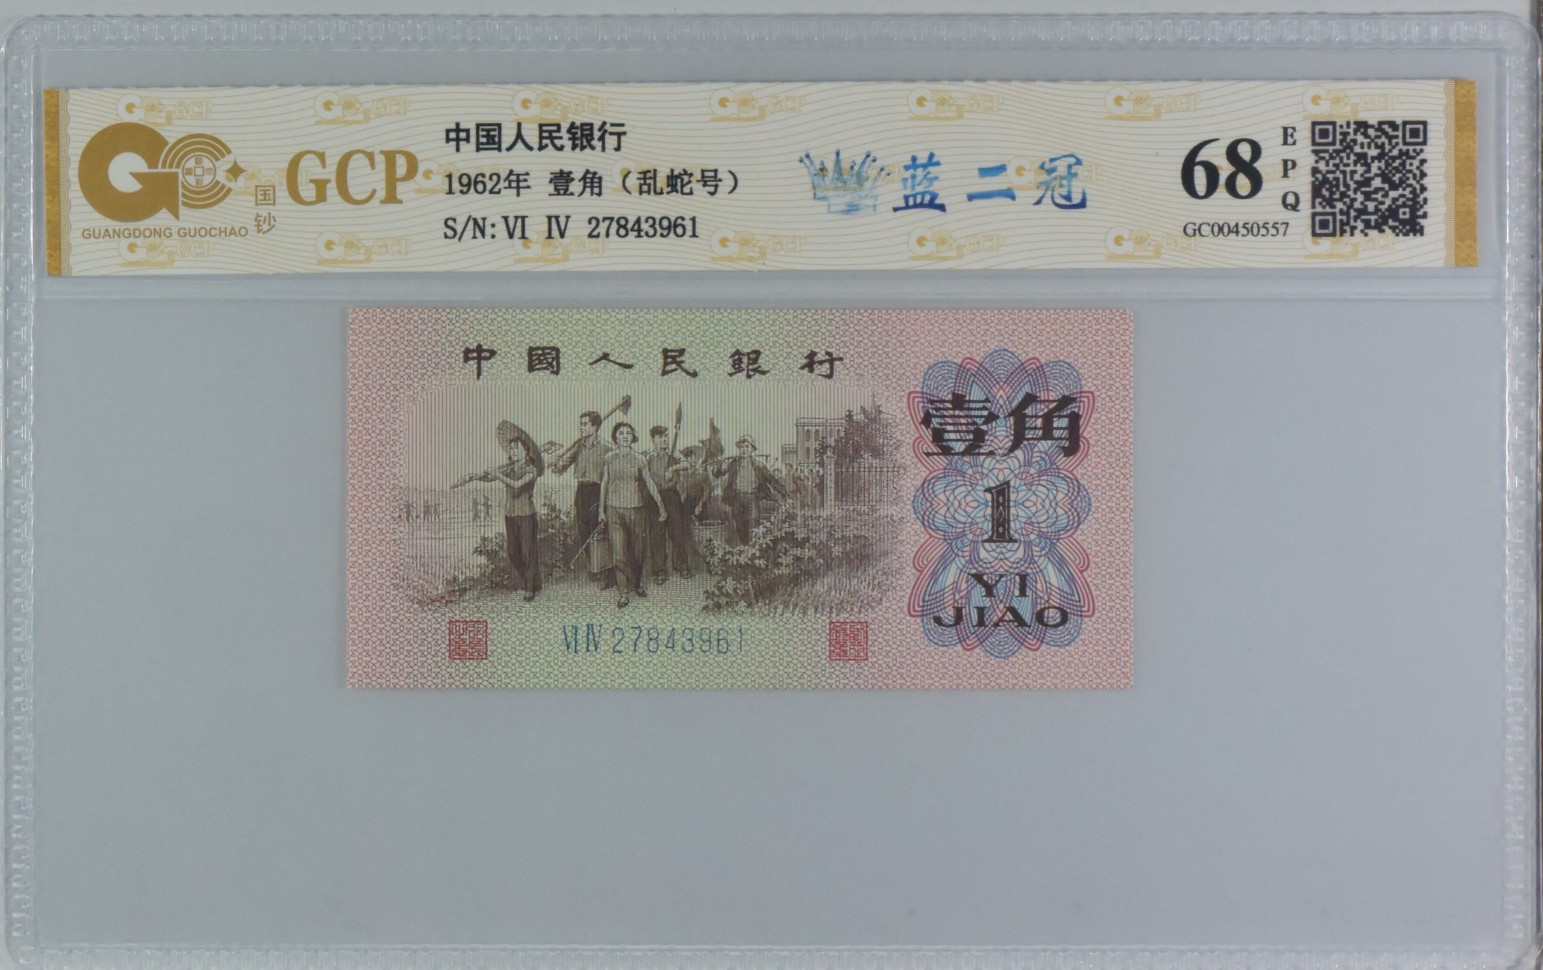 GCP
国钞
GUANGDONG GUOCHAO
中国人民银行
1962年 壹角（乱蛇号）
S/N: VI IV 27843961
蓝二冠
68
EPQ
GC00450557
中國人民銀行
壹角
1
YI
JIAO
VI IV 27843961